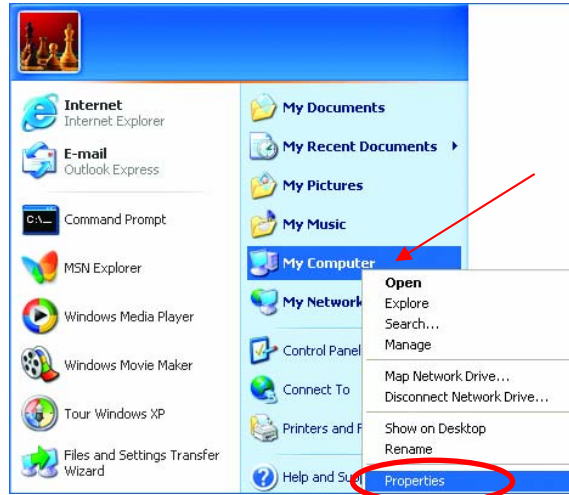 Internet
Internet Explorer
E-mail
Outlook Express
C:\_
Command Prompt
MSN Explorer
Windows Media Player
Windows Movie Maker
Tour Windows XP
Files and Settings Transfer
Wizard
My Documents
My Recent Documents
My Pictures
My Music
My Computer
My Network
Control Panel
Connect To
Printers and F
Help and Sup
Open
Explore
Search...
Manage
Map Network Drive...
Disconnect Network Drive...
Show on Desktop
Rename
Properties